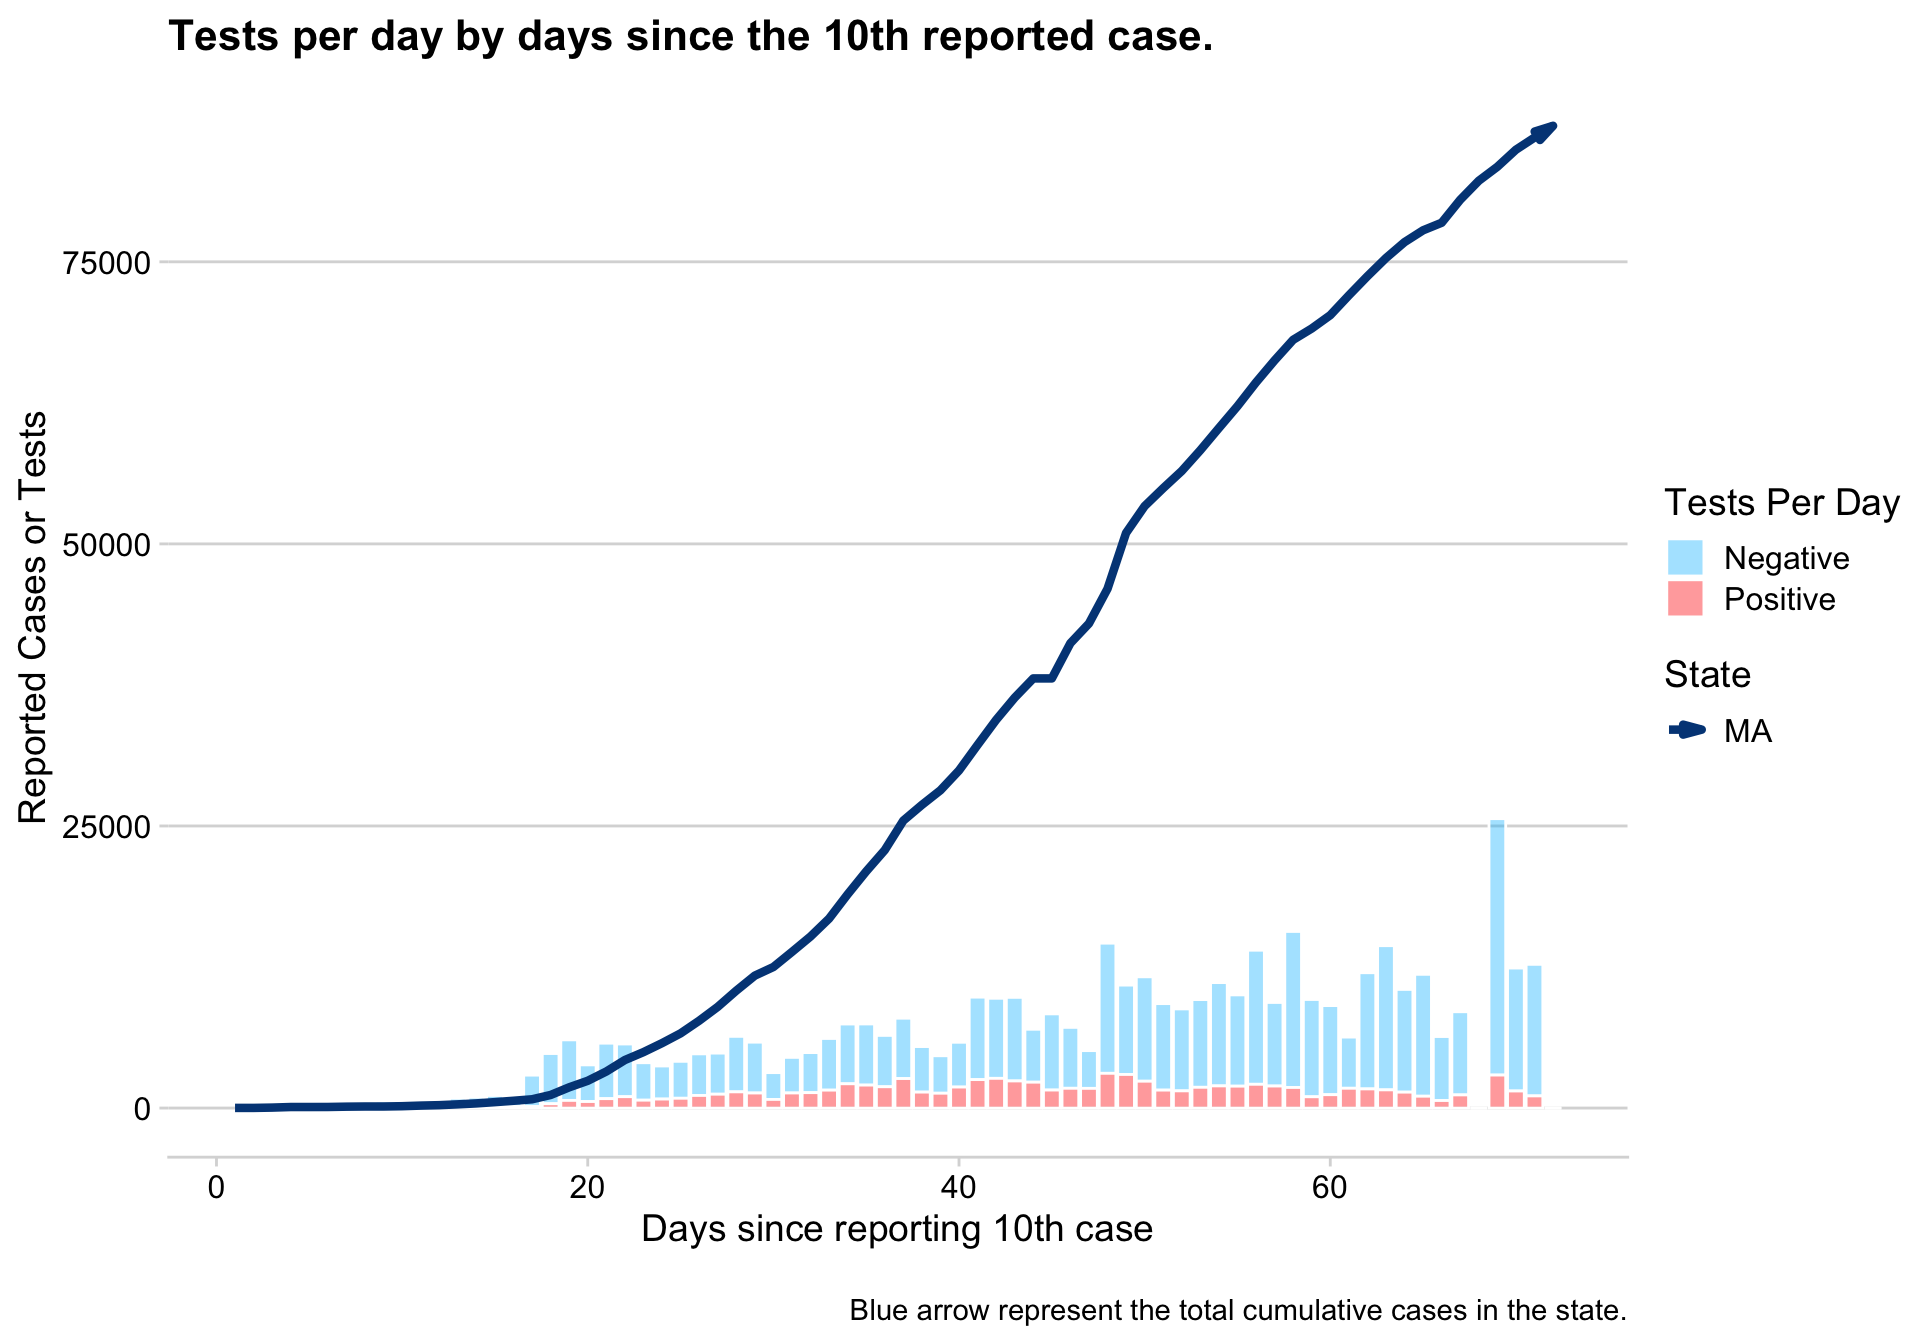 Tests per day by days since the 10th reported case.
Reported Cases or Tests
75000
50000
25000
0
0
20
40
60
Days since reporting 10th case
Tests Per Day
Negative
Positive
State
MA
Blue arrow represent the total cumulative cases in the state.